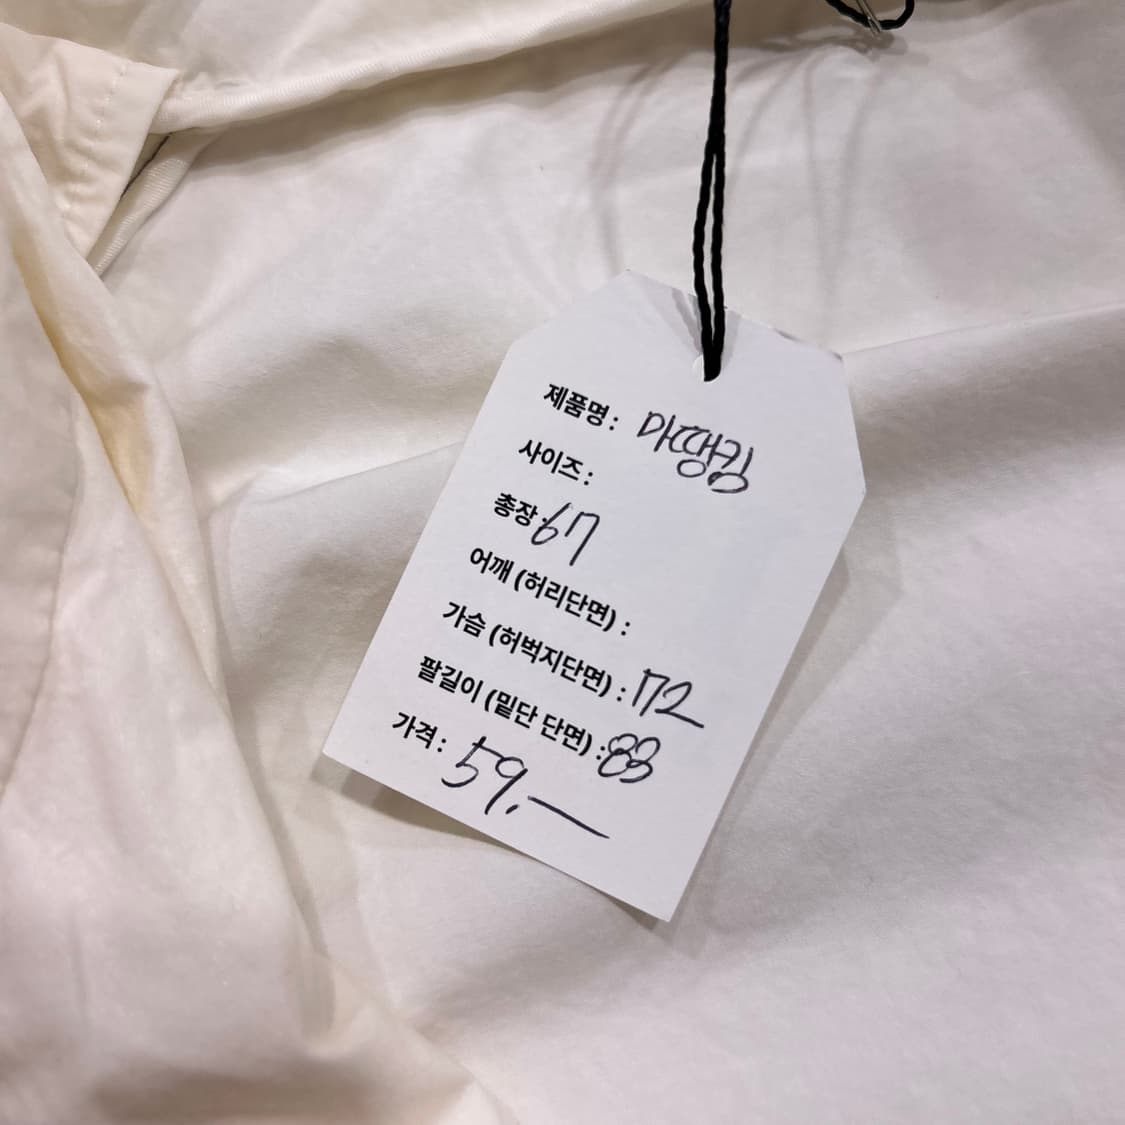 제품명 : 마땡킴
사이즈 :
총장 : 67
어깨 (허리단면) :
가슴 (허벅지단면) : 172
팔길이 (밑단 단면) : 83
가격 : 59.—